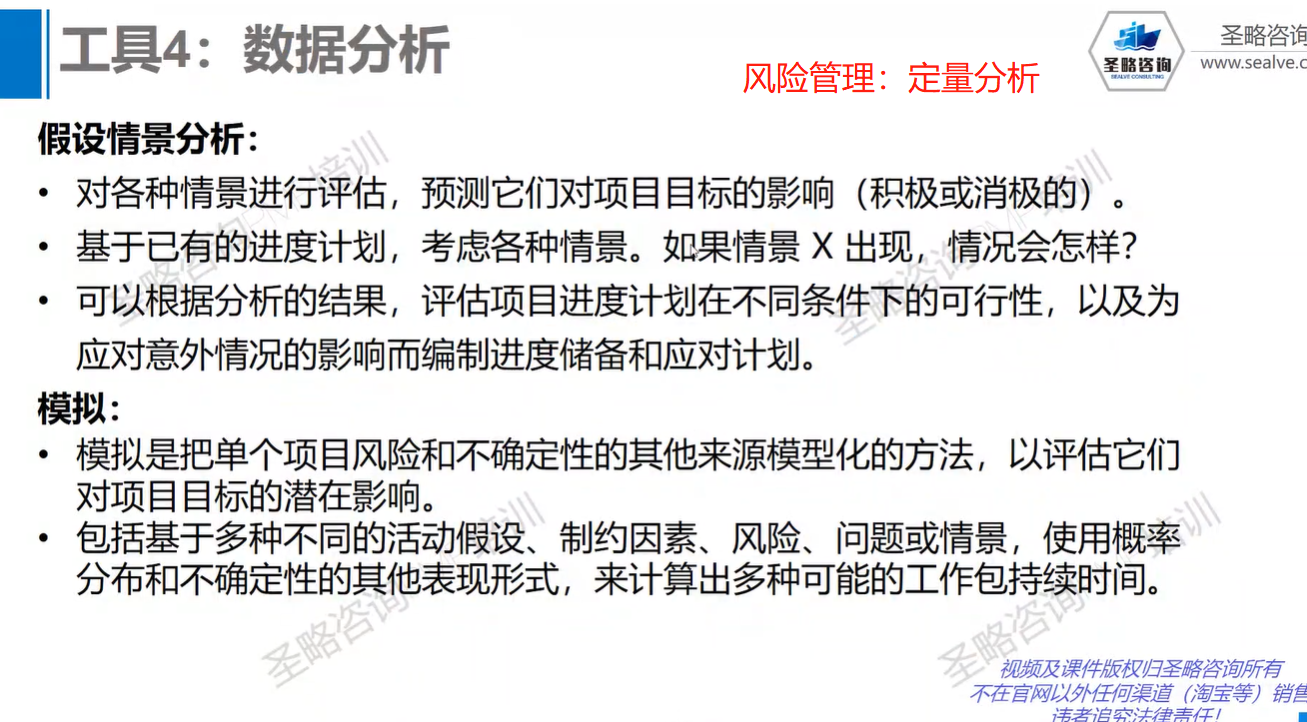 工具4：数据分析
风险管理：定量分析
圣略咨询
SEALVE CONSULTING
圣略咨询
www.sealve.c
假设情景分析：
• 对各种情景进行评估，预测它们对项目目标的影响（积极或消极的）。
• 基于已有的进度计划，考虑各种情景。如果情景 X 出现，情况会怎样？
• 可以根据分析的结果，评估项目进度计划在不同条件下的可行性，以及为
应对意外情况的影响而编制进度储备和应对计划。
模拟：
• 模拟是把单个项目风险和不确定性的其他来源模型化的方法，以评估它们
对项目目标的潜在影响。
• 包括基于多种不同的活动假设、制约因素、风险、问题或情景，使用概率
分布和不确定性的其他表现形式，来计算出多种可能的工作包持续时间。
圣略咨询PMP培训
圣略咨询PMP培训
圣略咨询PMP培训
圣略咨询PMP培训
视频及课件版权归圣略咨询所有
不在官网以外任何渠道（淘宝等）销售
违者追究法律责任！